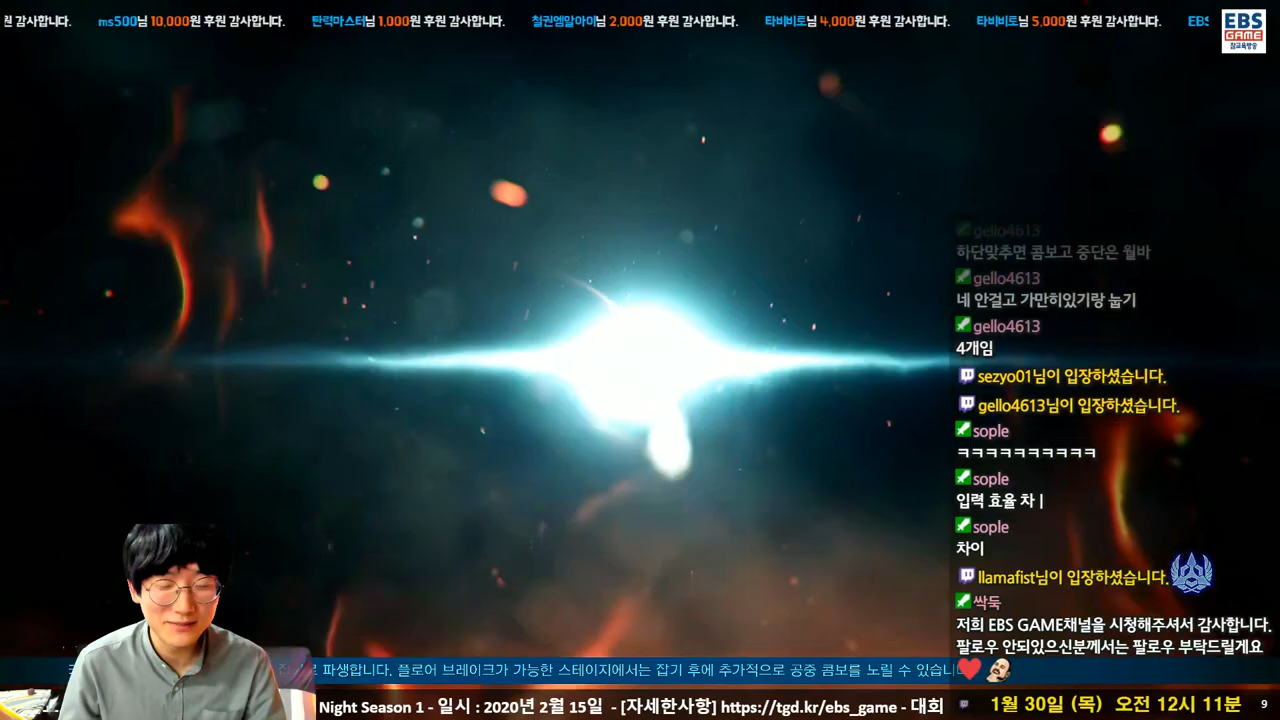 원 감사합니다. ms500님 10,000원 후원 감사합니다. 탄력마스터님 1,000원 후원 감사합니다. 철권엠알아이님 2,000원 후원 감사합니다. 타비비로님 4,000원 후원 감사합니다. 타비비로님 5,000원 후원 감사합니다. EBS
EBS
GAME
참교육방송
gello4613
하단맞추면 콤보고 중단은 월바
gello4613
네 안걸고 가만히있기랑 눕기
gello4613
4개임
sezyo01님이 입장하셨습니다.
gello4613님이 입장하셨습니다.
sople
ㅋㅋㅋㅋㅋㅋㅋㅋㅋㅋ
sople
입력 효율 차 |
sople
차이
llamafist님이 입장하셨습니다.
싹둑
저희 EBS GAME채널을 시청해주셔서 감사합니다.
팔로우 안되있으신분께서는 팔로우 부탁드릴게요
파생합니다. 플로어 브레이크가 가능한 스테이지에서는 잡기 후에 추가적으로 공중 콤보를 노릴 수 있습니
Night Season 1 - 일시 : 2020년 2월 15일 - [자세한사항] https://tgd.kr/ebs_game - 대회
1월 30일 (목) 오전 12시 11분 9